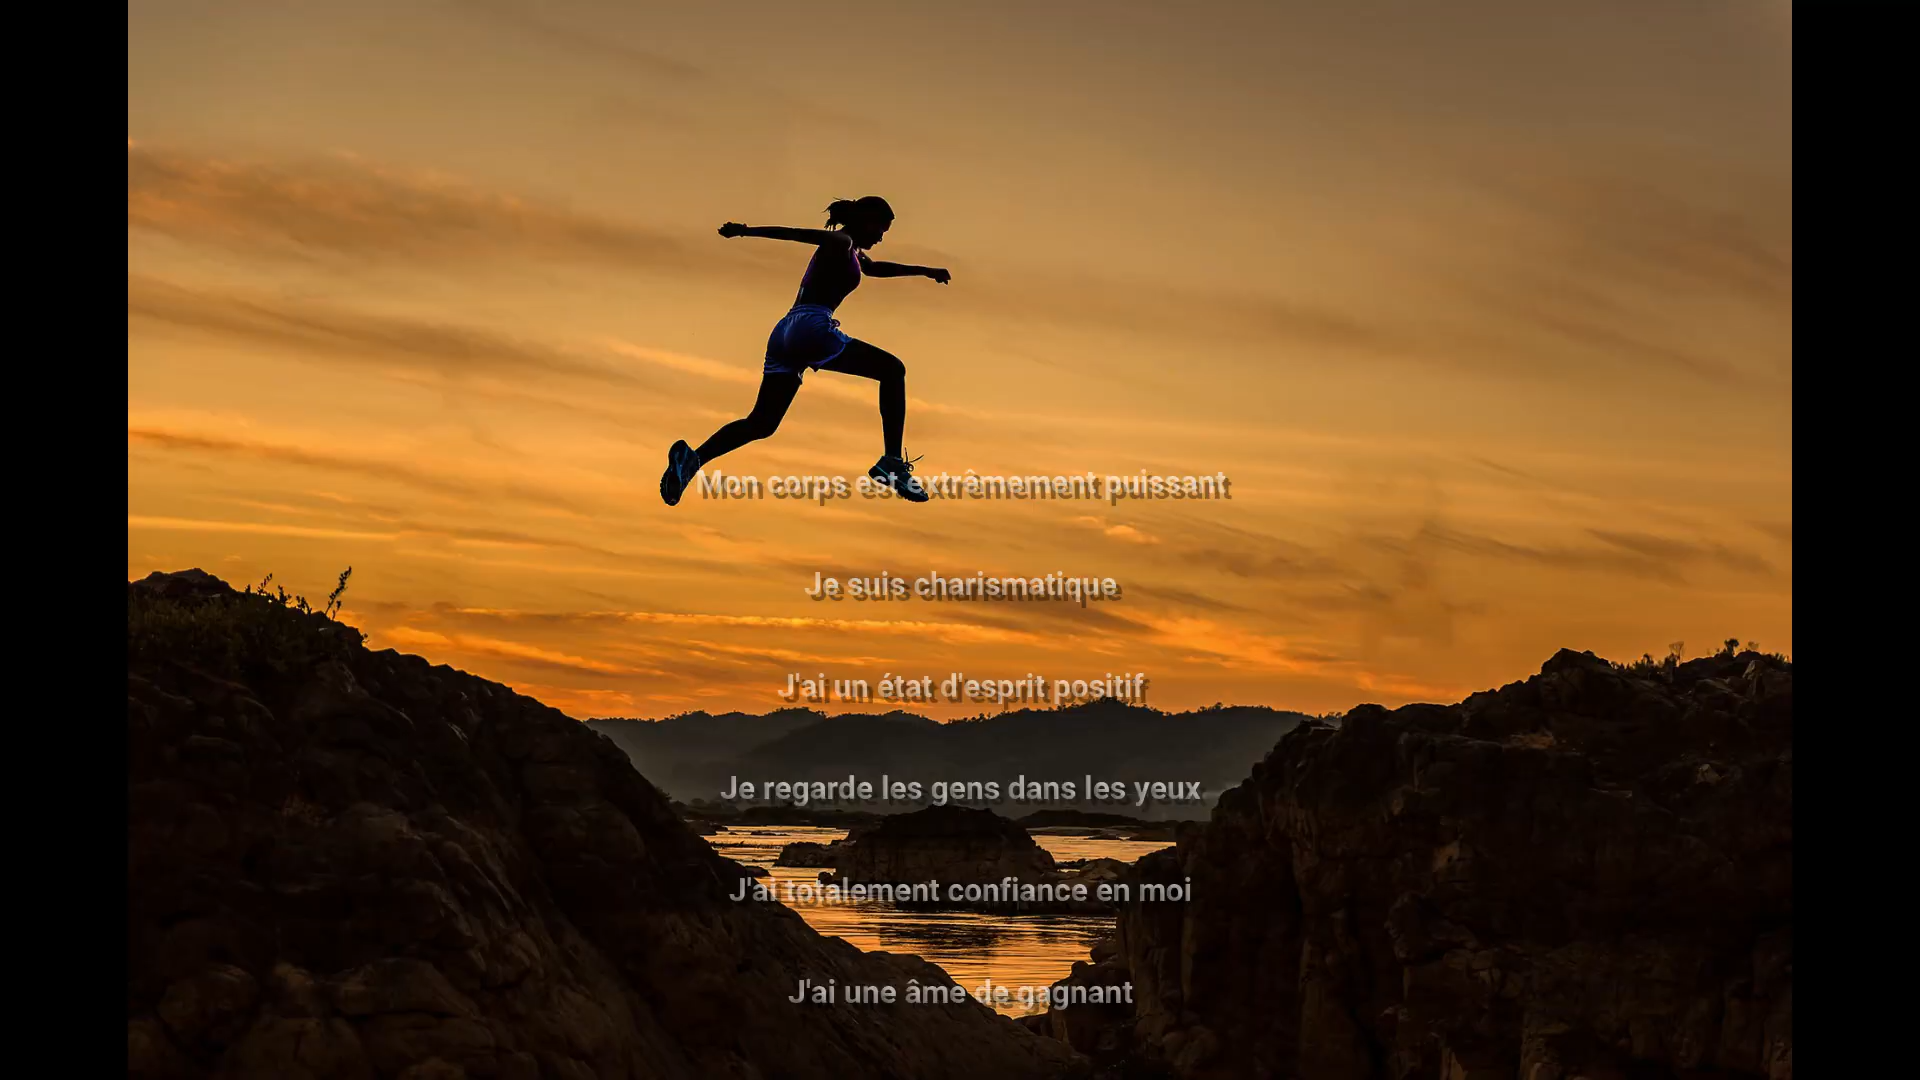 Mon corps est extrêmement puissant
Je suis charismatique
J'ai un état d'esprit positif
Je regarde les gens dans les yeux
J'ai totalement confiance en moi
J'ai une âme de gagnant